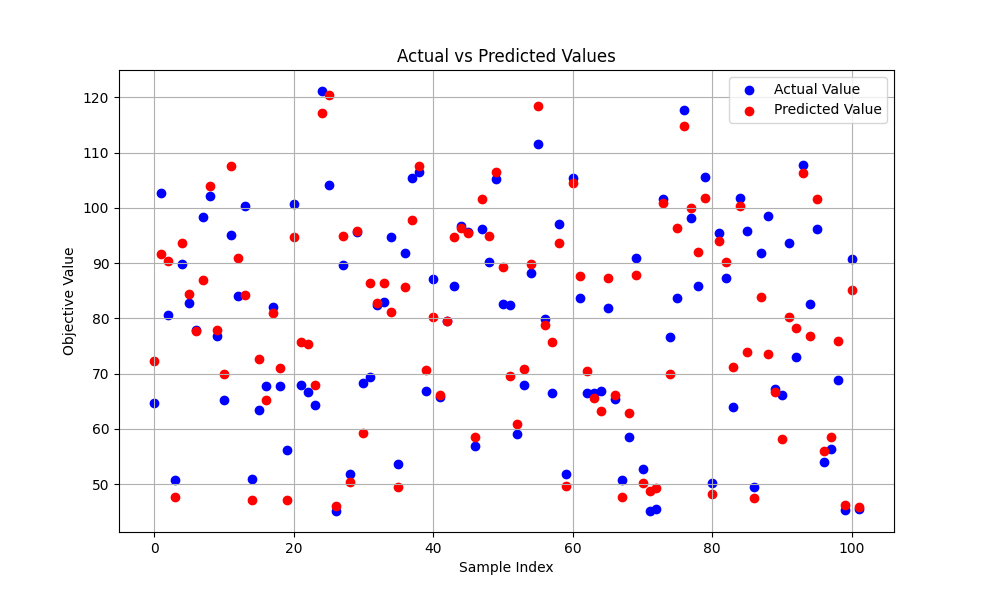 Actual vs Predicted Values
Actual Value
Predicted Value
Objective Value
120
110
100
90
80
70
60
50
0
20
40
60
80
100
Sample Index